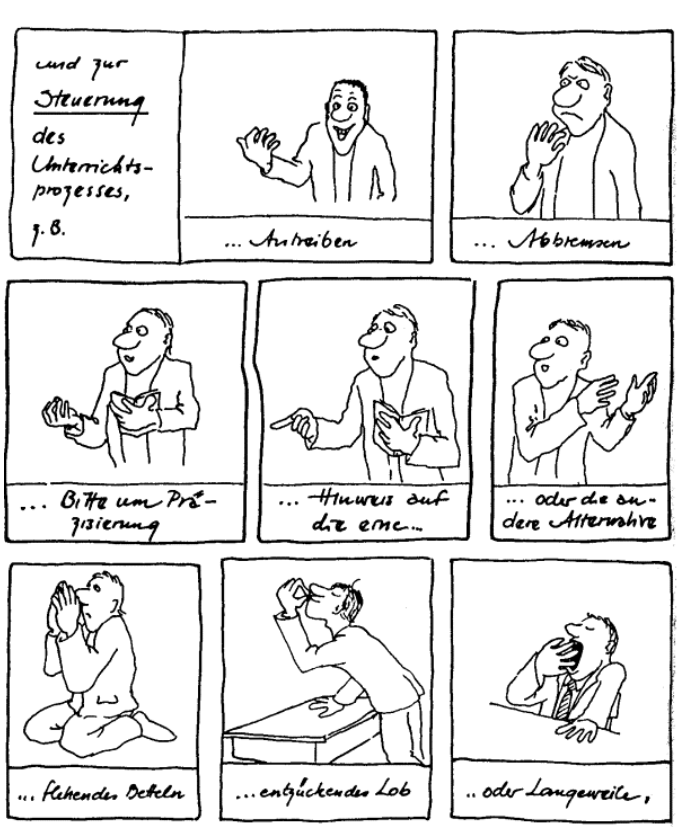 und zur
Steuerung
des
Unterrichts-
prozesses,
z.B.
... Antreiben
... Abbremsen
... Bitte um Prä-
zisierung
... Hinweis auf
die eine...
... oder die an-
dere Alternative
... flehendes Betteln
... entzückendes Lob
.. oder Langeweile,